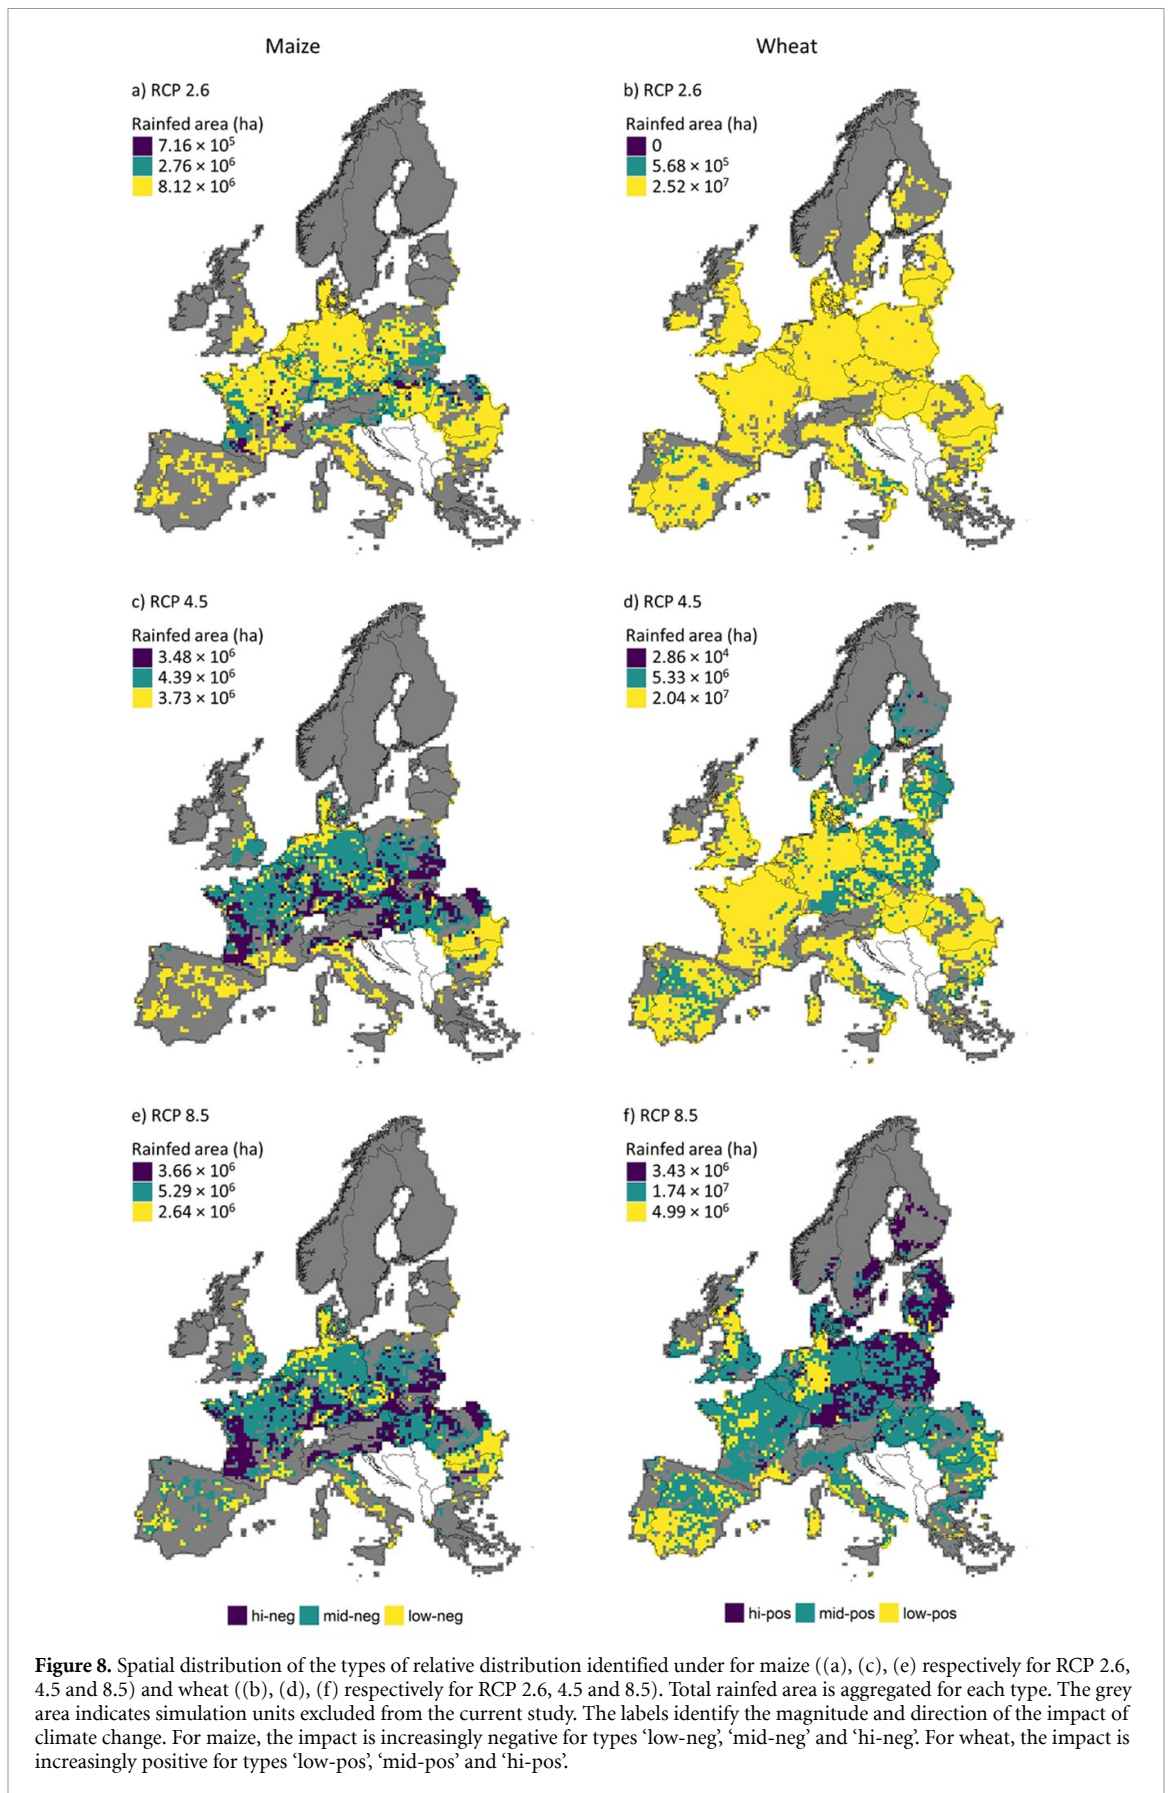 Maize
Wheat
a) RCP 2.6
Rainfed area (ha)
7.16 × 10⁵
2.76 × 10⁶
8.12 × 10⁶
b) RCP 2.6
Rainfed area (ha)
0
5.68 × 10⁵
2.52 × 10⁷
c) RCP 4.5
Rainfed area (ha)
3.48 × 10⁶
4.39 × 10⁶
3.73 × 10⁶
d) RCP 4.5
Rainfed area (ha)
2.86 × 10⁴
5.33 × 10⁶
2.04 × 10⁷
e) RCP 8.5
Rainfed area (ha)
3.66 × 10⁶
5.29 × 10⁶
2.64 × 10⁶
f) RCP 8.5
Rainfed area (ha)
3.43 × 10⁶
1.74 × 10⁷
4.99 × 10⁶
hi-neg mid-neg low-neg
hi-pos mid-pos low-pos
Figure 8. Spatial distribution of the types of relative distribution identified under for maize ((a), (c), (e) respectively for RCP 2.6,
4.5 and 8.5) and wheat ((b), (d), (f) respectively for RCP 2.6, 4.5 and 8.5). Total rainfed area is aggregated for each type. The grey
area indicates simulation units excluded from the current study. The labels identify the magnitude and direction of the impact of
climate change. For maize, the impact is increasingly negative for types ‘low-neg’, ‘mid-neg’ and ‘hi-neg’. For wheat, the impact is
increasingly positive for types ‘low-pos’, ‘mid-pos’ and ‘hi-pos’.